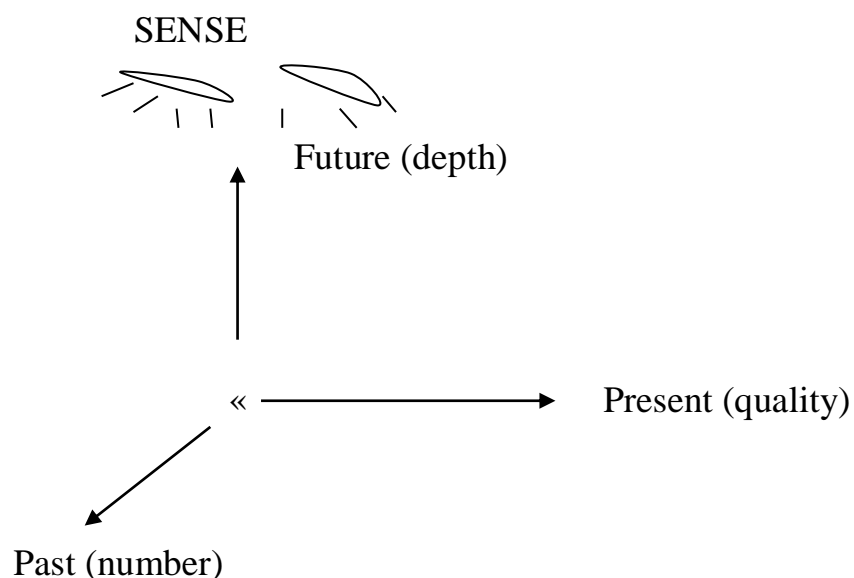 SENSE
Future (depth)
« 
Present (quality)
Past (number)